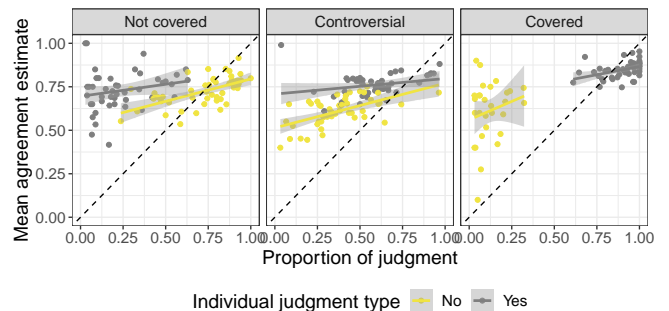 Not covered Controversial Covered
Mean agreement estimate
1.00
0.75
0.50
0.25
0.00
0.00 0.25 0.50 0.75 1.00 0.00 0.25 0.50 0.75 1.00 0.00 0.25 0.50 0.75 1.00
Proportion of judgment
Individual judgment type No Yes